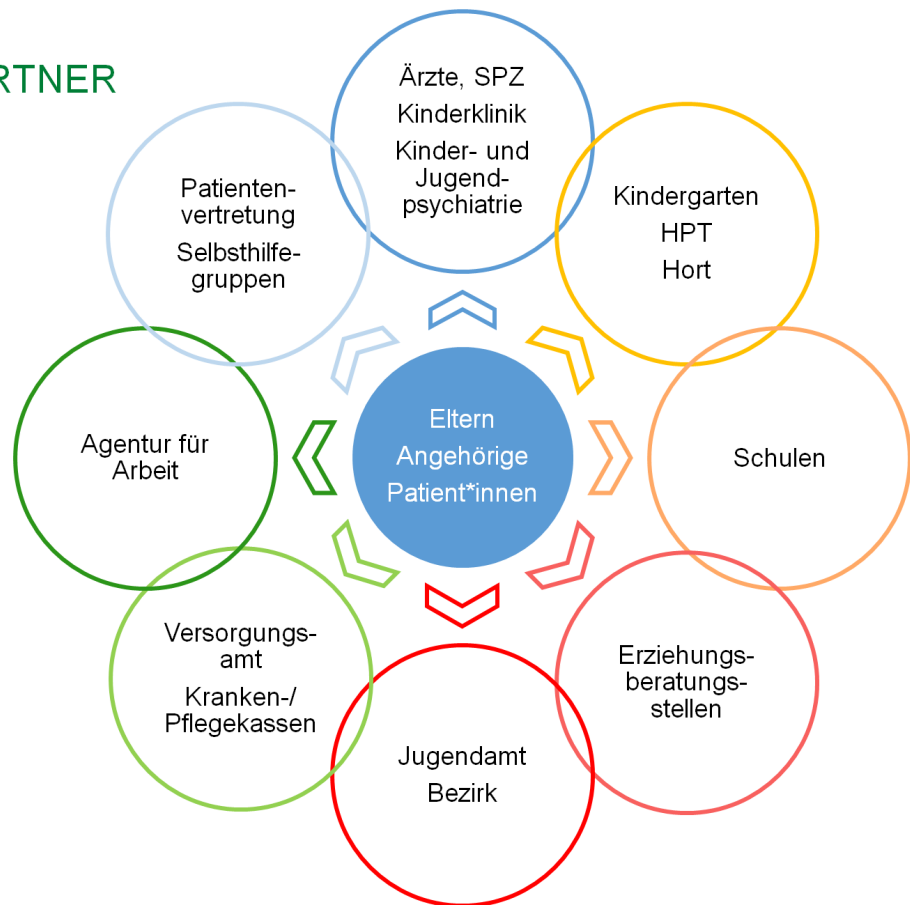 RTNER
Ärzte, SPZ
Kinderklinik
Kinder- und
Jugend-
psychiatrie
Kindergarten
HPT
Hort
Schulen
Erziehungs-
beratungs-
stellen
Jugendamt
Bezirk
Versorgungs-
amt
Kranken-/
Pflegekassen
Agentur für
Arbeit
Patienten-
vertretung
Selbsthilfe-
gruppen
Eltern
Angehörige
Patient*innen